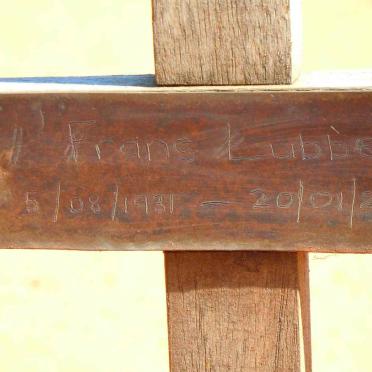 Frans Lubbe
5/08/1931 - 20/01/2